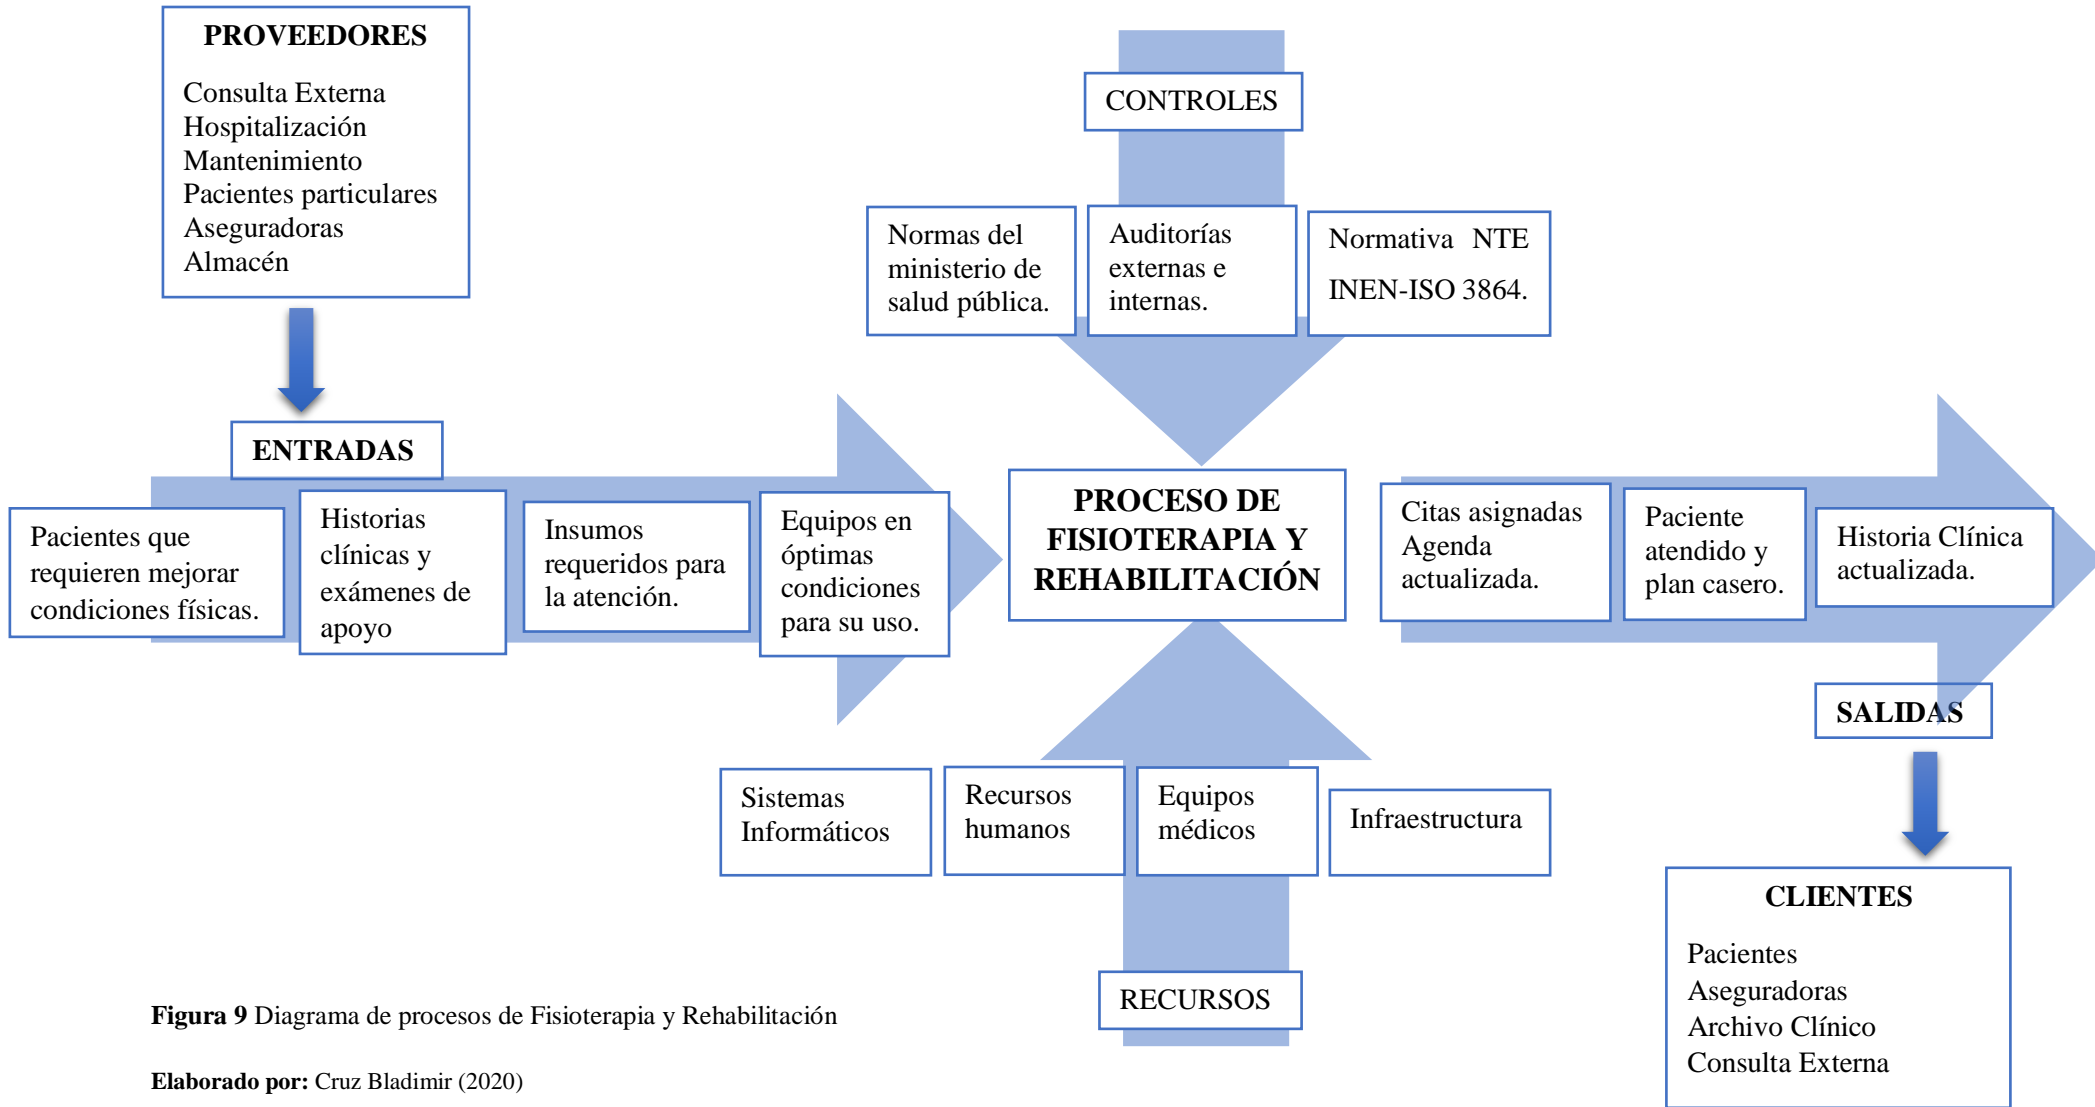 PROVEEDORES
Consulta Externa
Hospitalización
Mantenimiento
Pacientes particulares
Aseguradoras
Almacén
CONTROLES
Normas del
ministerio de
salud pública.
Auditorías
externas e
internas.
Normativa NTE
INEN-ISO 3864.
ENTRADAS
Pacientes que
requieren mejorar
condiciones físicas.
Historias
clínicas y
exámenes de
apoyo
Insumos
requeridos para
la atención.
Equipos en
óptimas
condiciones
para su uso.
PROCESO DE
FISIOTERAPIA Y
REHABILITACIÓN
Citas asignadas
Agenda
actualizada.
Paciente
atendido y
plan casero.
Historia Clínica
actualizada.
SALIDAS
Sistemas
Informáticos
Recursos
humanos
Equipos
médicos
Infraestructura
RECURSOS
CLIENTES
Pacientes
Aseguradoras
Archivo Clínico
Consulta Externa
Figura 9 Diagrama de procesos de Fisioterapia y Rehabilitación
Elaborado por: Cruz Bladimir (2020)